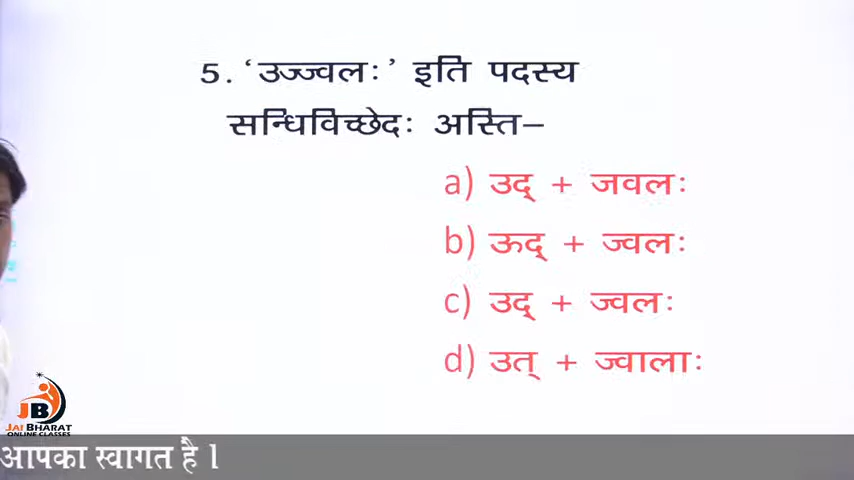 5. ‘उज्ज्वलः’ इति पदस्य
सन्धिविच्छेदः अस्ति–
a) उद् + जवलः
b) ऊद् + ज्वलः
c) उद् + ज्वलः
d) उत् + ज्वालाः
JB
JAI BHARAT
ONLINE CLASSES
आपका स्वागत है l